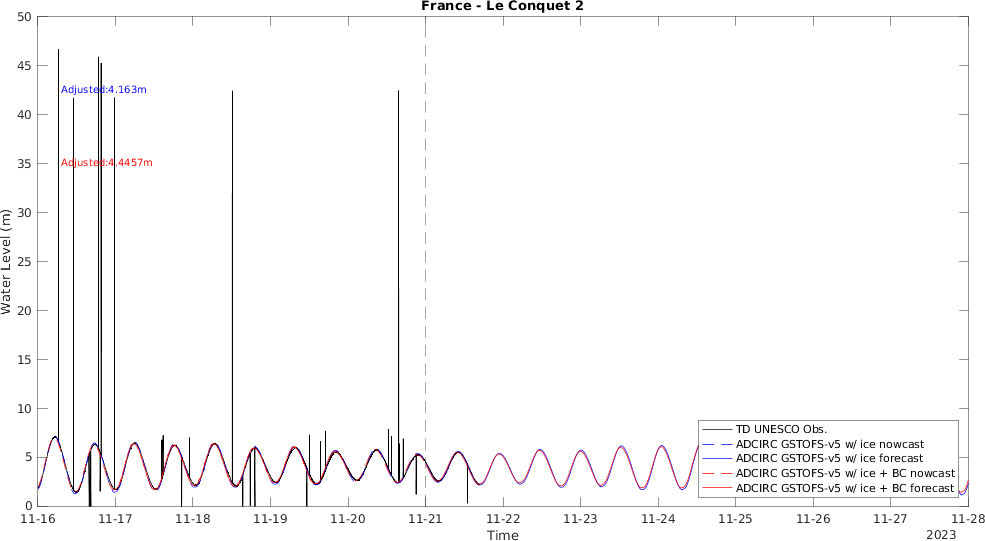 France - Le Conquet 2
50
45
40
35
30
25
20
15
10
5
0
Water Level (m)
Adjusted:4.163m
Adjusted:4.4457m
TD UNESCO Obs.
ADCIRC GSTOFS-v5 w/ ice nowcast
ADCIRC GSTOFS-v5 w/ ice forecast
ADCIRC GSTOFS-v5 w/ ice + BC nowcast
ADCIRC GSTOFS-v5 w/ ice + BC forecast
11-16 11-17 11-18 11-19 11-20 11-21 11-22 11-23 11-24 11-25 11-26 11-27 11-28
Time
2023